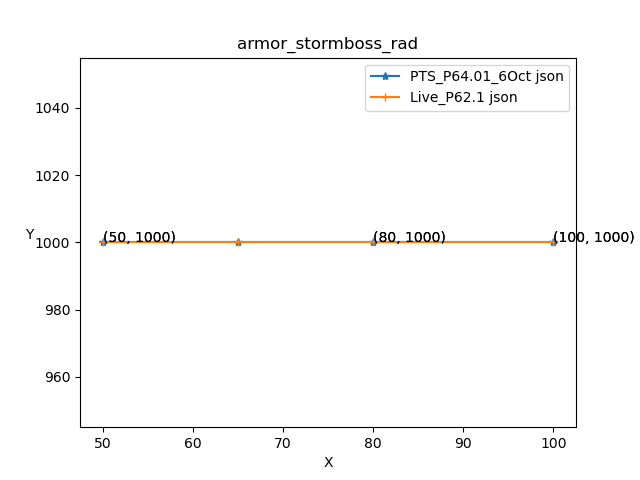 armor_stormboss_rad
PTS_P64.01_6Oct json
Live_P62.1 json
1040
1020
Y
1000
980
960
(50, 1000)
(80, 1000)
(100, 1000)
50
60
70
80
90
100
X